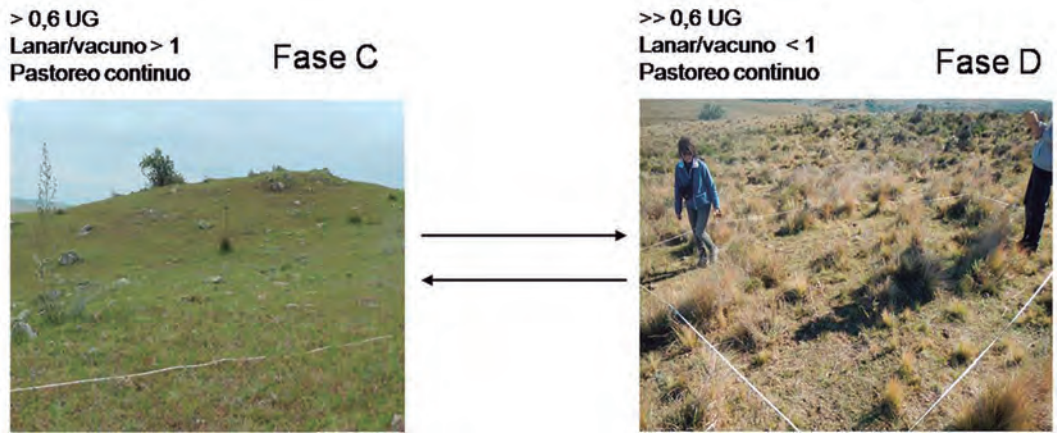 > 0,6 UG
Lanar/vacuno > 1
Pastoreo continuo
Fase C
>> 0,6 UG
Lanar/vacuno < 1
Pastoreo continuo
Fase D